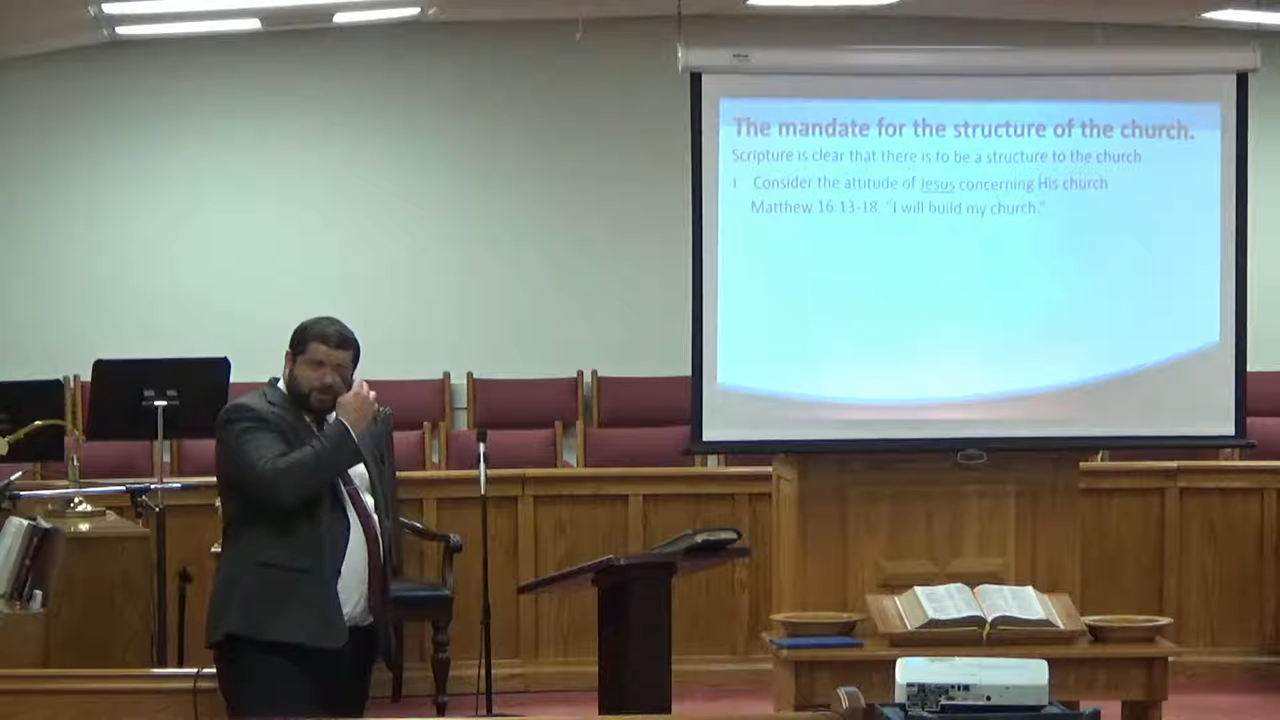 The mandate for the structure of the church.
Scripture is clear that there is to be a structure to the church
1 Consider the attitude of Jesus concerning His church
Matthew 16:13-18. "I will build my church."